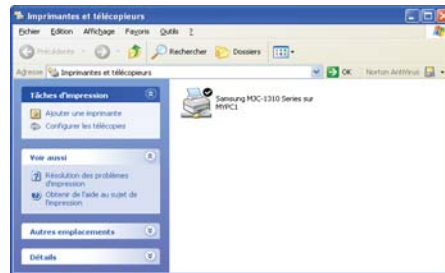 Imprimantes et télécopieurs
Fichier Edition Affichage Favoris Outils ?
Précédente Rechercher Dossiers
Adresse Imprimantes et télécopieurs OK Norton AntiVirus
Tâches d'impression
Ajouter une imprimante
Configurer les télécopies
Voir aussi
Résolution des problèmes
d'impression
Obtenir de l'aide au sujet de
l'impression
Autres emplacements
Détails
Samsung MJC-1310 Series sur
MYPC1